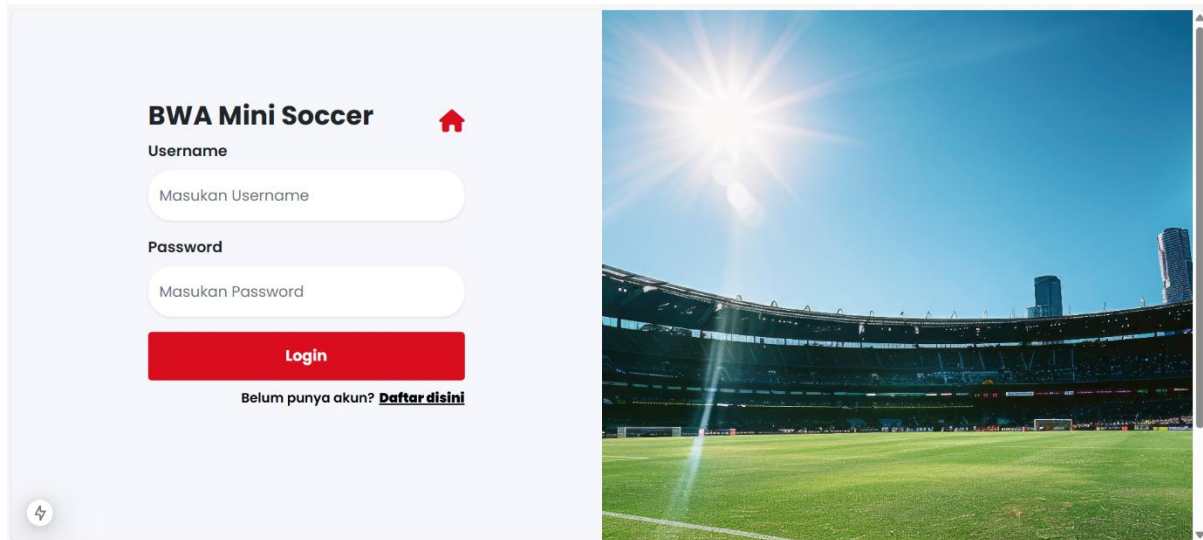 BWA Mini Soccer
Username
Masukan Username
Password
Masukan Password
Login
Belum punya akun? Daftar disini